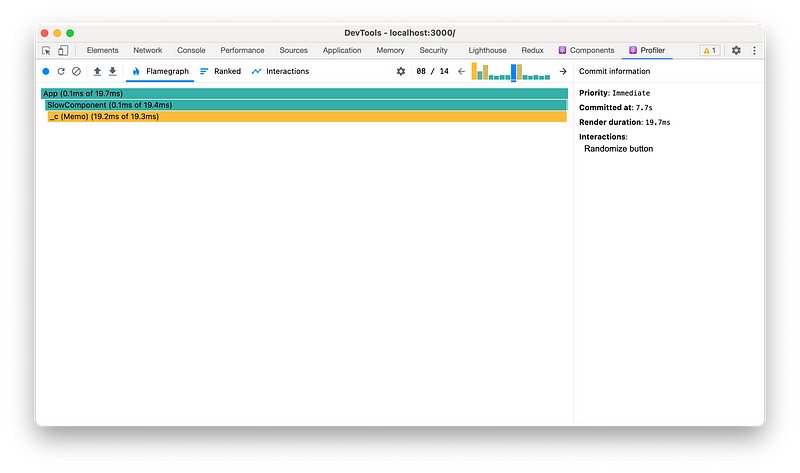 DevTools - localhost:3000/
Elements Network Console Performance Sources Application Memory Security Lighthouse Redux Components Profiler 1
Flamegraph Ranked Interactions 08 / 14 Commit information
App (0.1ms of 19.7ms)
SlowComponent (0.1ms of 19.4ms)
_c (Memo) (19.2ms of 19.3ms)
Priority: Immediate
Committed at: 7.7s
Render duration: 19.7ms
Interactions:
Randomize button